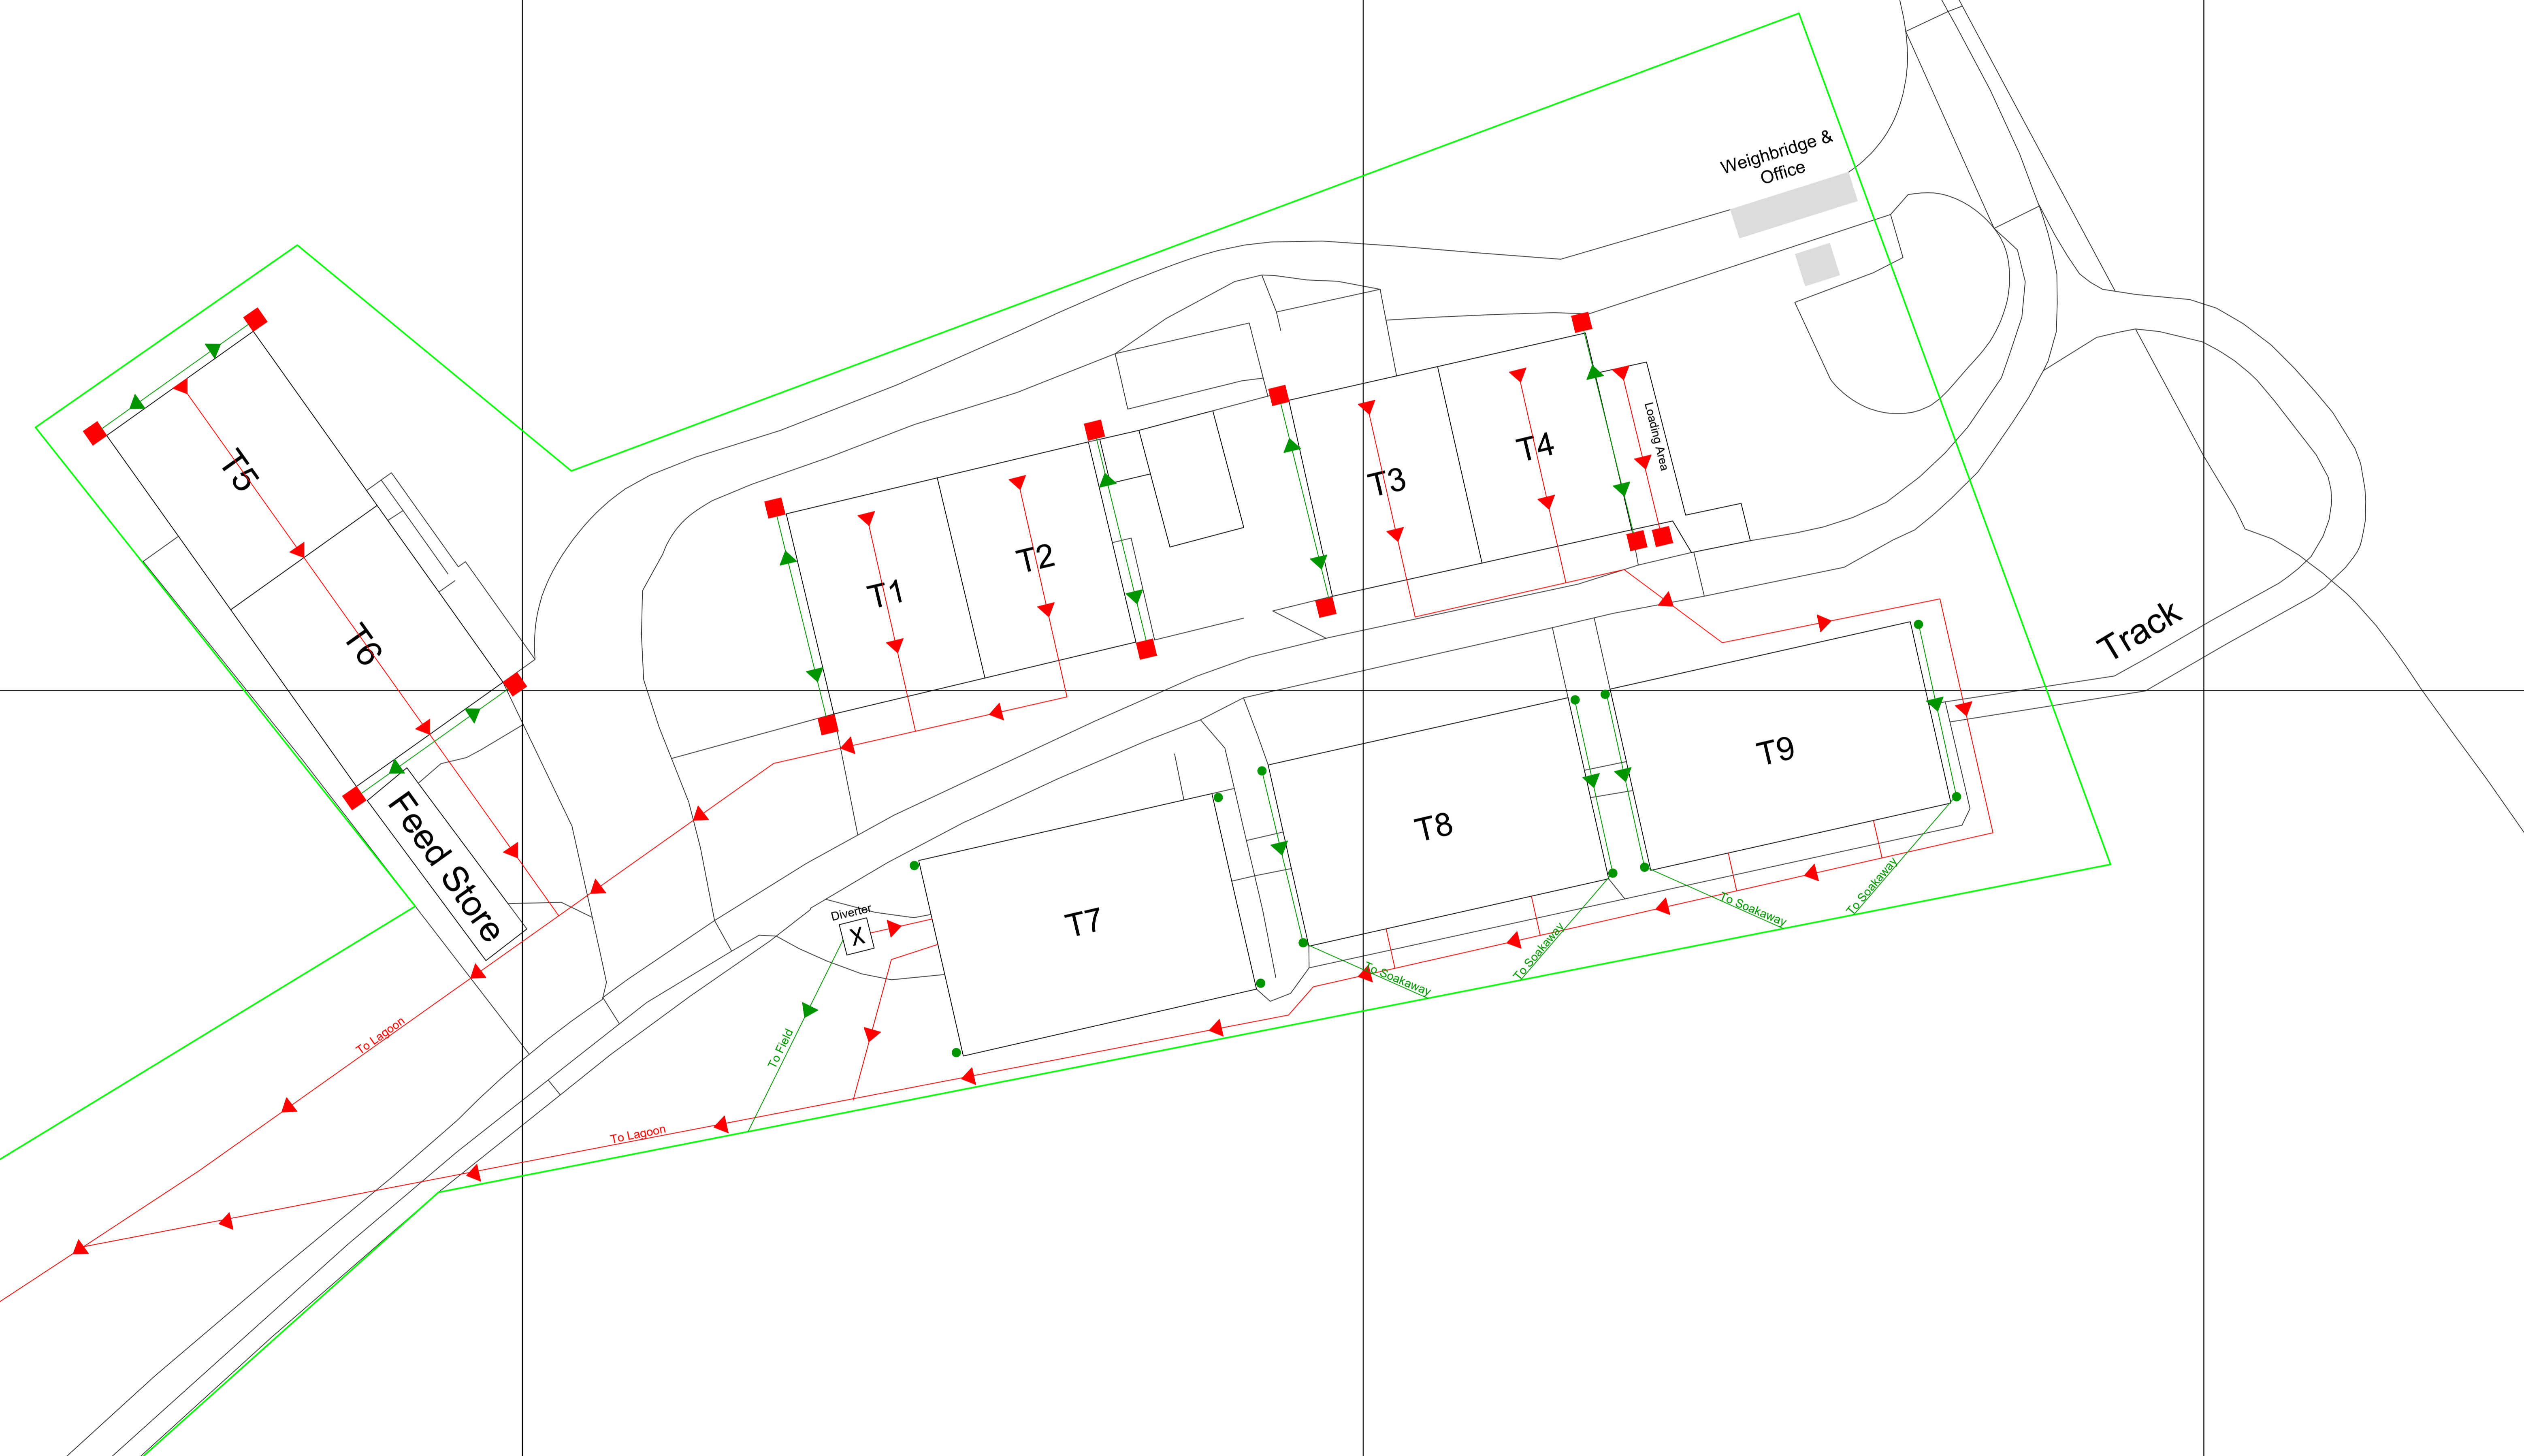 Weighbridge &
Office
T5
T6
T1
T2
T3
T4
Loading Area
Track
Feed Store
T7
T8
T9
Diverter
X
To Soakaway
To Soakaway
To Soakaway
To Soakaway
To Field
To Lagoon
To Lagoon